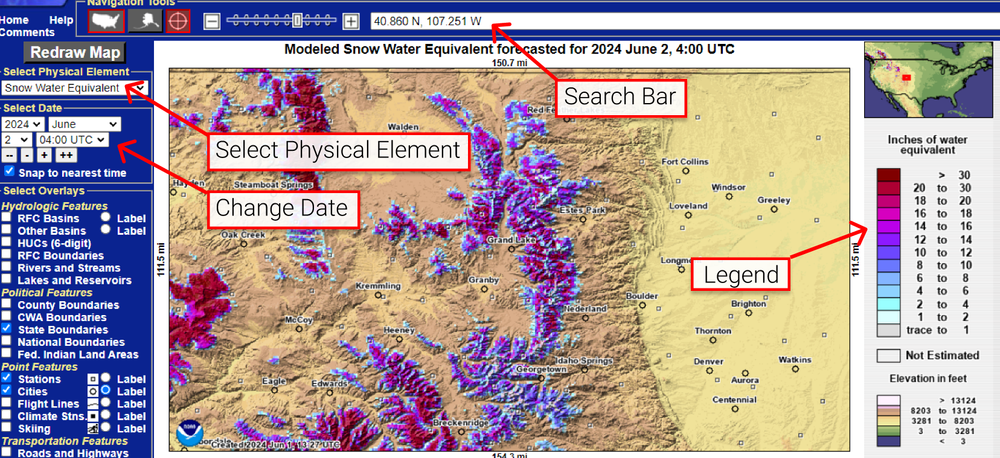 Navigation Tools
Home Help
Comments
40.860 N, 107.251 W
Redraw Map
Modeled Snow Water Equivalent forecasted for 2024 June 2, 4:00 UTC
150.7 mi
Select Physical Element
Snow Water Equivalent
Select Date
2024 June
2 04:00 UTC
-- - + ++
Snap to nearest time
Select Overlays
Hydrologic Features
RFC Basins Label
Other Basins Label
HUCs (6-digit)
RFC Boundaries
Rivers and Streams
Lakes and Reservoirs
Political Features
County Boundaries
CWA Boundaries
State Boundaries
National Boundaries
Fed. Indian Land Areas
Point Features
Stations Label
Cities Label
Flight Lines Label
Climate Stns. Label
Skiing Label
Transportation Features
Roads and Highways
Search Bar
Select Physical Element
Change Date
Legend
Walden
Red Fe
Hayden
Steamboat Springs
Fort Collins
Windsor
Greeley
Loveland
Estes Park
Oak Creek
Grand Lake
Longm
111.5 mi
111.5 mi
Kremmling
Granby
Boulder
Brighton
McCoy
Nederland
Heeney
Thornton
Idaho Springs
Georgetown
Denver
Watkins
Aurora
Eagle
Edwards
Centennial
Breckenridge
NOAA
Created 2024 Jun 1, 13:27 UTC
154.3 mi
Inches of water
equivalent
> 30
20 to 30
18 to 20
16 to 18
14 to 16
12 to 14
10 to 12
8 to 10
6 to 8
4 to 6
2 to 4
1 to 2
trace to 1
Not Estimated
Elevation in feet
> 13124
8203 to 13124
3281 to 8203
3 to 3281
< 3